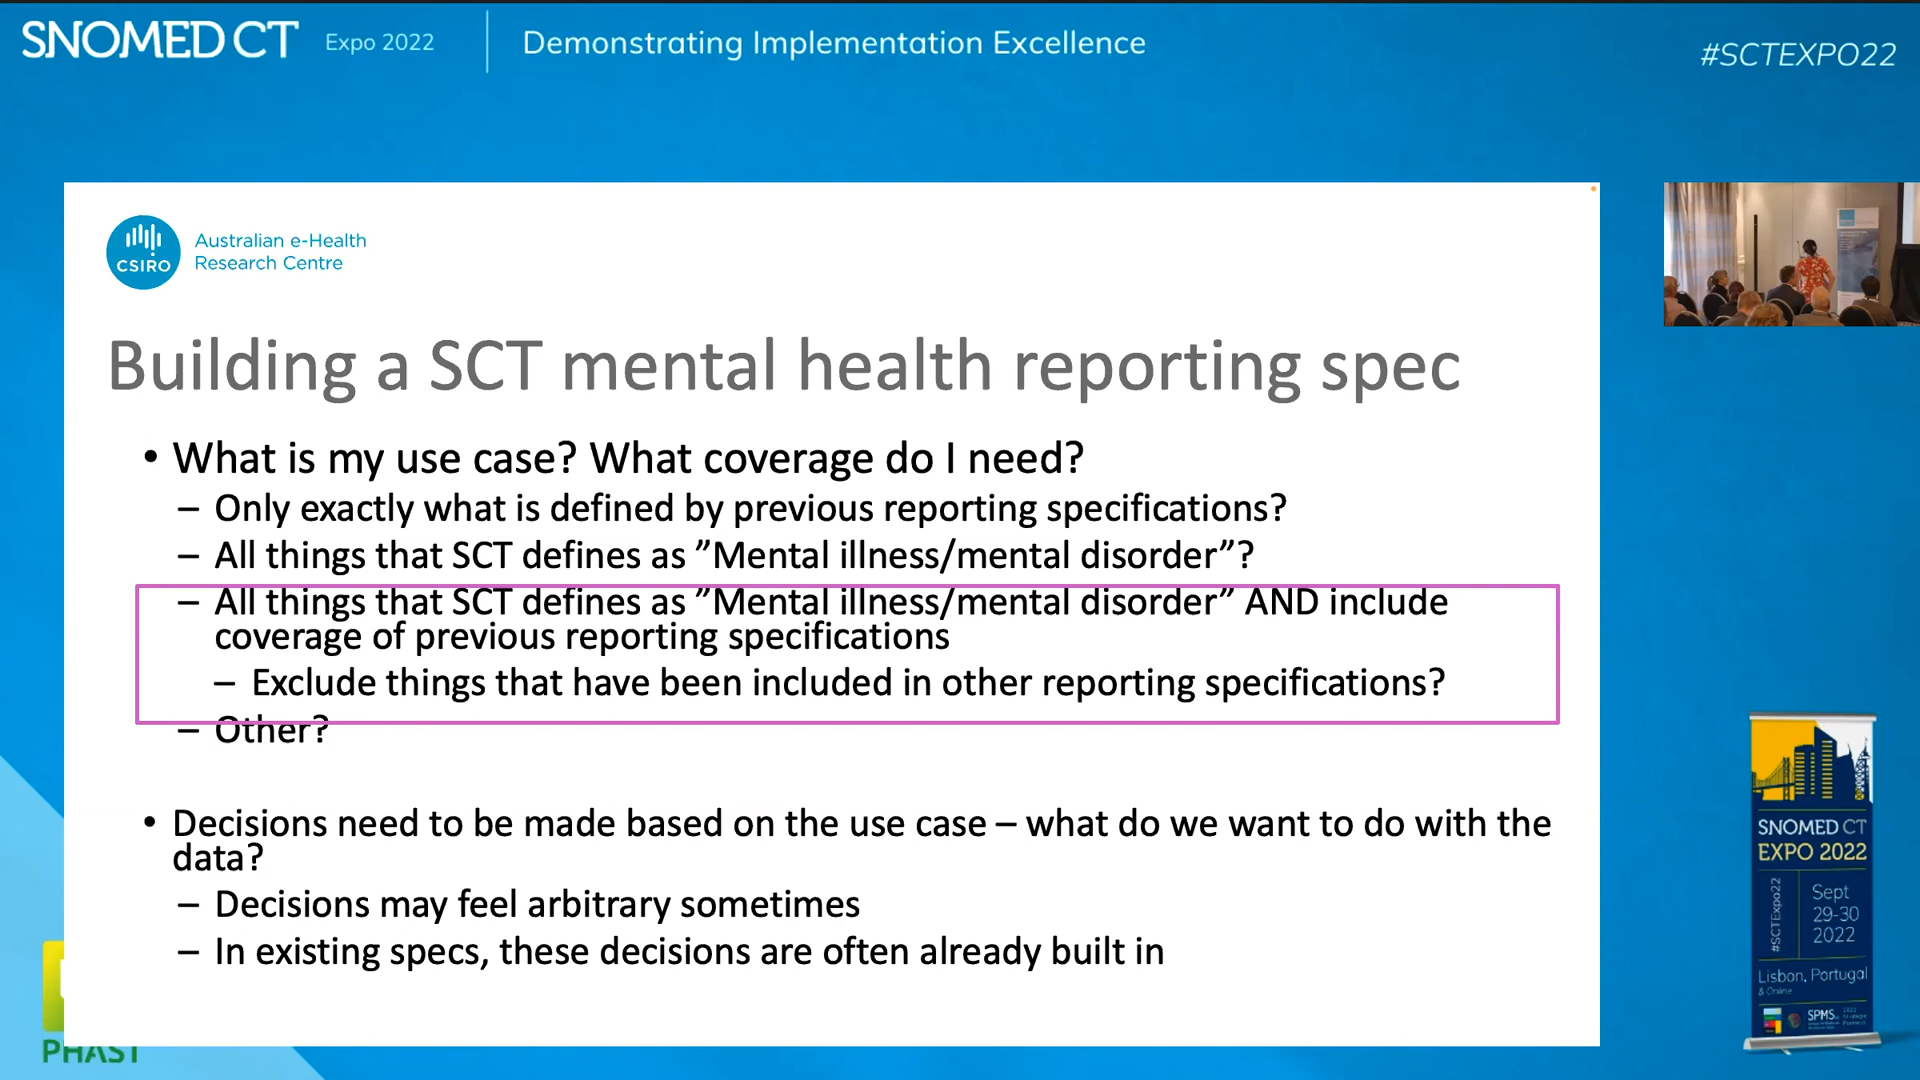 SNOMED CT Expo 2022 Demonstrating Implementation Excellence #SCTEXPO22
CSIRO
Australian e-Health
Research Centre
Building a SCT mental health reporting spec
• What is my use case? What coverage do I need?
– Only exactly what is defined by previous reporting specifications?
– All things that SCT defines as ”Mental illness/mental disorder”?
– All things that SCT defines as ”Mental illness/mental disorder” AND include
coverage of previous reporting specifications
– Exclude things that have been included in other reporting specifications?
– Other?
• Decisions need to be made based on the use case – what do we want to do with the
data?
– Decisions may feel arbitrary sometimes
– In existing specs, these decisions are often already built in
PHAST
SNOMED CT
EXPO 2022
#SCTExpo22
Sept
29-30
2022
Lisbon, Portugal
& Online
SPMS